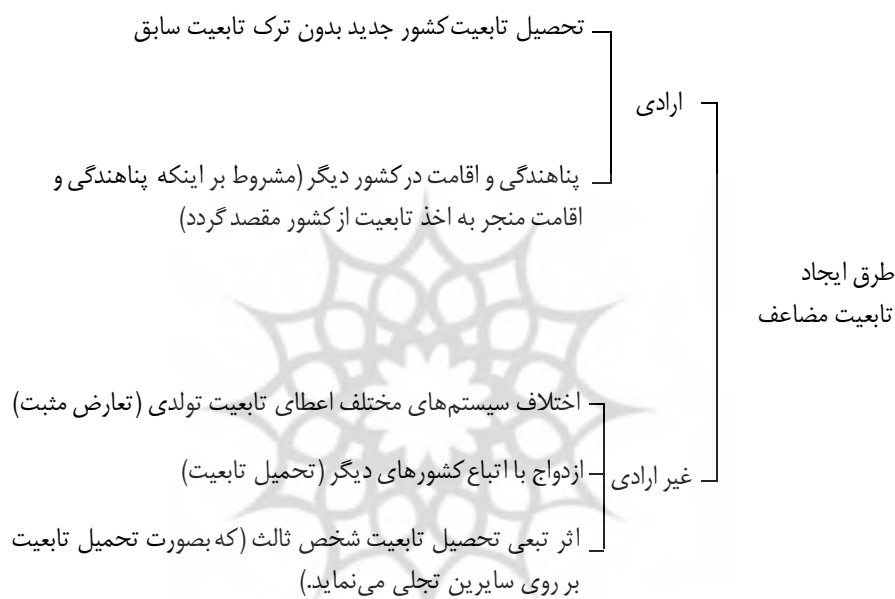 تحصیل تابعیت کشور جدید بدون ترک تابعیت سابق
ارادی
پناهندگی و اقامت در کشور دیگر (مشروط بر اینکه پناهندگی و
اقامت منجر به اخذ تابعیت از کشور مقصد گردد)
طرق ایجاد
تابعیت مضاعف
اختلاف سیستم‌های مختلف اعطای تابعیت تولدی (تعارض مثبت)
غیر ارادی
ازدواج با اتباع کشورهای دیگر (تحمیل تابعیت)
اثر تبعی تحصیل تابعیت شخص ثالث (که بصورت تحمیل تابعیت
بر روی سایرین تجلی می‌نماید.)